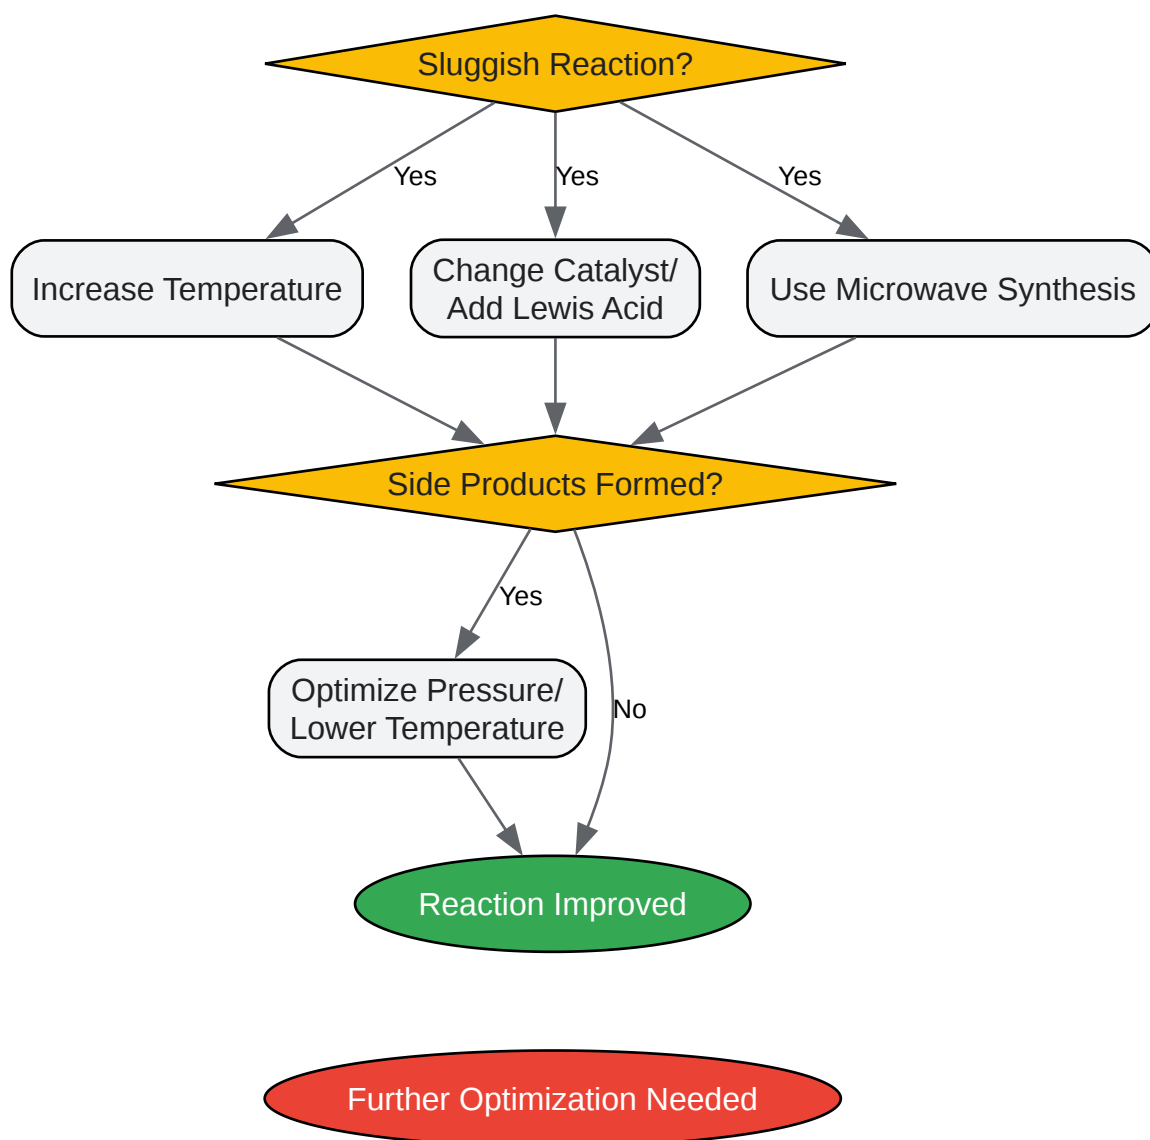 Sluggish Reaction?
Yes
Yes
Yes
Increase Temperature
Change Catalyst/
Add Lewis Acid
Use Microwave Synthesis
Side Products Formed?
Yes
Optimize Pressure/
Lower Temperature
No
Reaction Improved
Further Optimization Needed